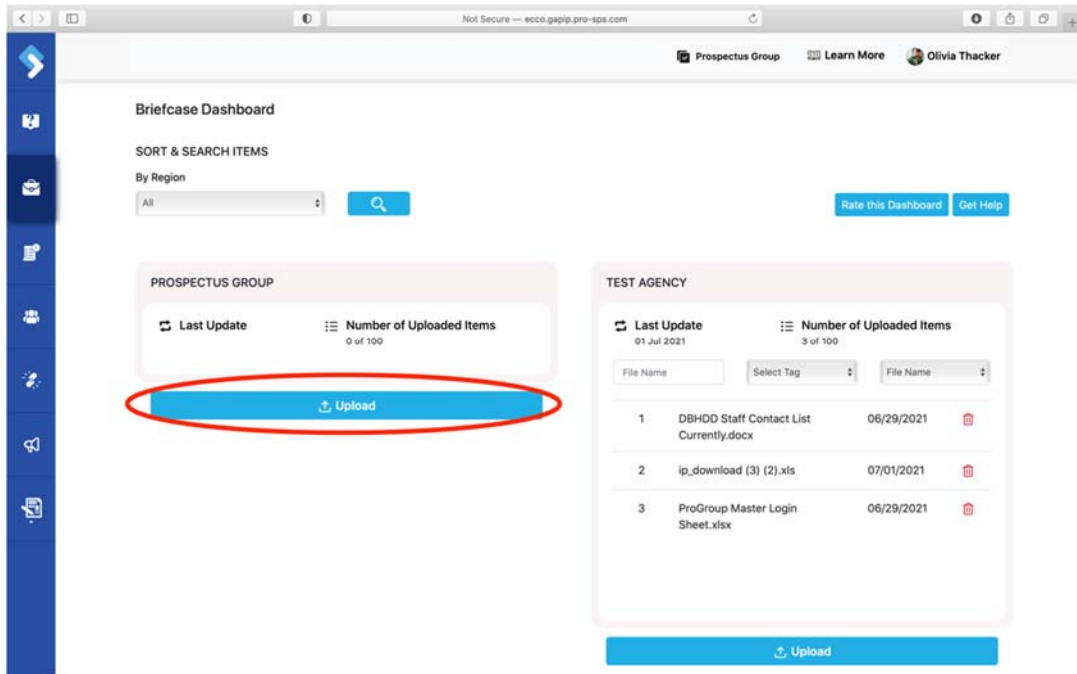 Not Secure — ecco.gapip.pro-sps.com
Prospectus Group
Learn More
Olivia Thacker
Briefcase Dashboard
SORT & SEARCH ITEMS
By Region
All
Rate this Dashboard
Get Help
PROSPECTUS GROUP
Last Update
Number of Uploaded Items
0 of 100
Upload
TEST AGENCY
Last Update
Number of Uploaded Items
01 Jul 2021
3 of 100
File Name
Select Tag
File Name
1 DBHDD Staff Contact List 06/29/2021
Currently.docx
2 ip_download (3) (2).xls 07/01/2021
3 ProGroup Master Login 06/29/2021
Sheet.xlsx
Upload